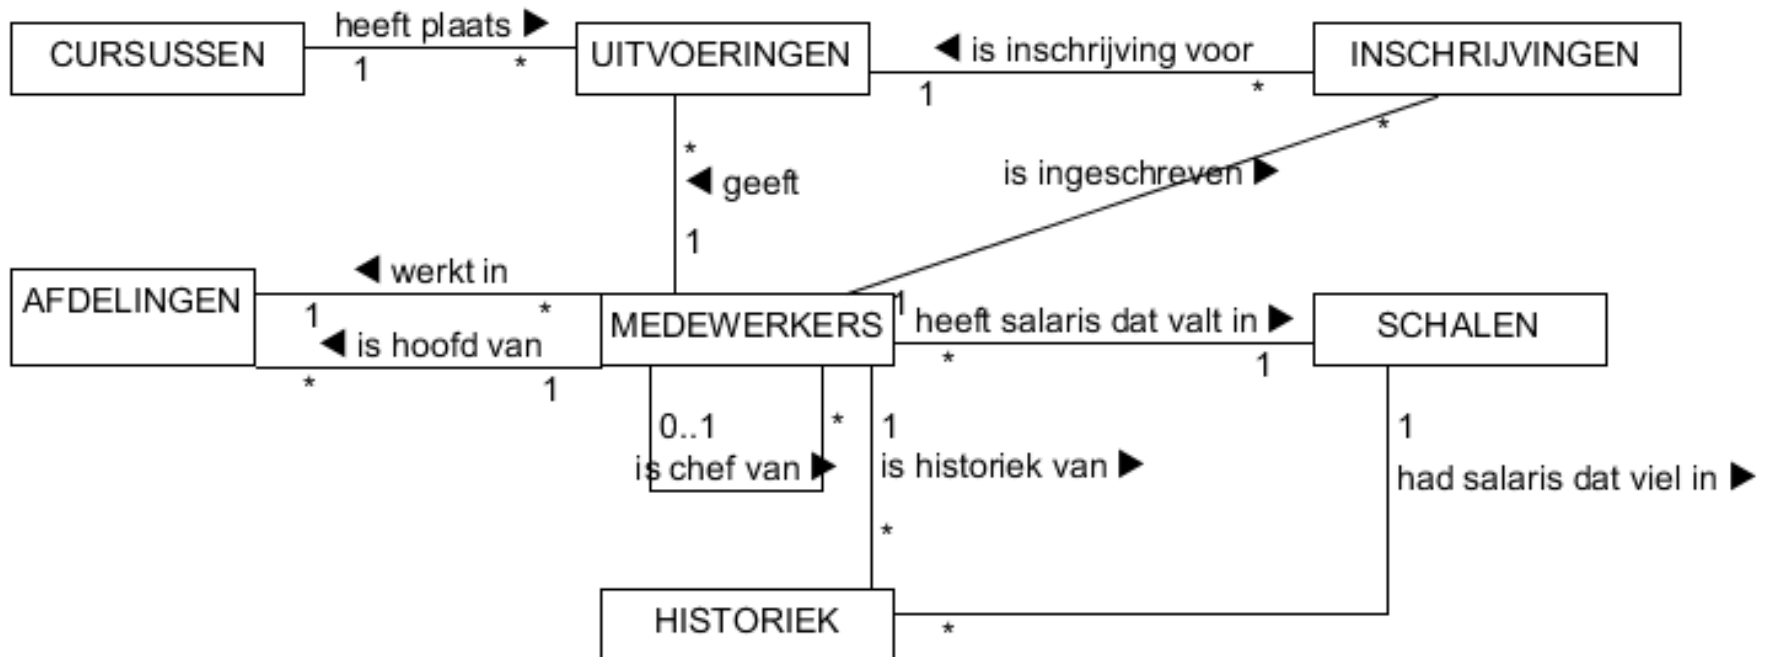 heeft plaats ▶
CURSUSSEN
1
*
UITVOERINGEN
◀ is inschrijving voor
1
*
INSCHRIJVINGEN
*
◀ geeft
1
*
is ingeschreven ▶
1
AFDELINGEN
◀ werkt in
1
*
◀ is hoofd van
*
1
MEDEWERKERS
heeft salaris dat valt in ▶
*
1
SCHALEN
0..1
*
is chef van ▶
1
is historiek van ▶
*
1
had salaris dat viel in ▶
HISTORIEK
*